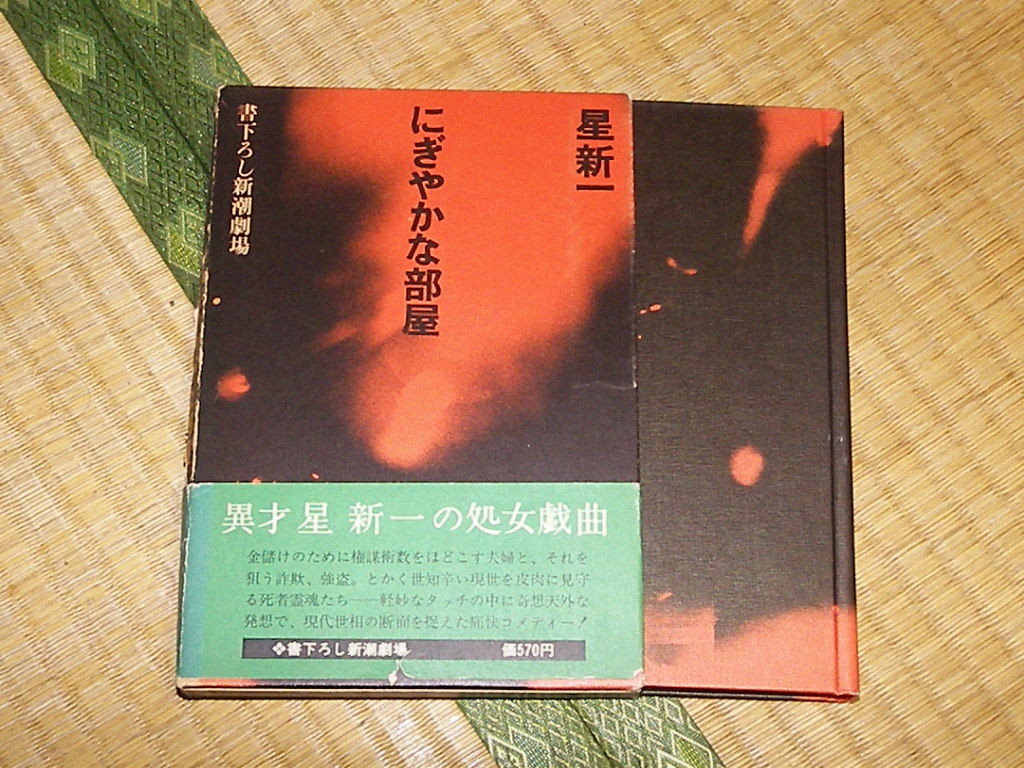 星新一
にぎやかな部屋
書下ろし新潮劇場
異才星新一の処女戯曲
金儲けのために権謀術数をほどこす夫婦と、それを
狙う詐欺、強盗。とかく世知辛い現世を皮肉に見守
る死者霊魂たち――軽妙なタッチの中に奇想天外な
発想で、現代世相の断面を捉えた痛快コメディー！
❖書下ろし新潮劇場 価570円